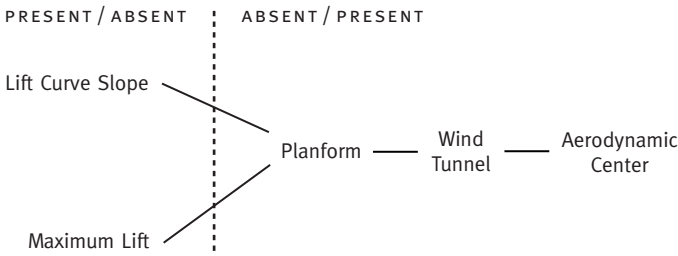 PRESENT / ABSENT
ABSENT / PRESENT
Lift Curve Slope
Planform
Wind
Tunnel
Aerodynamic
Center
Maximum Lift